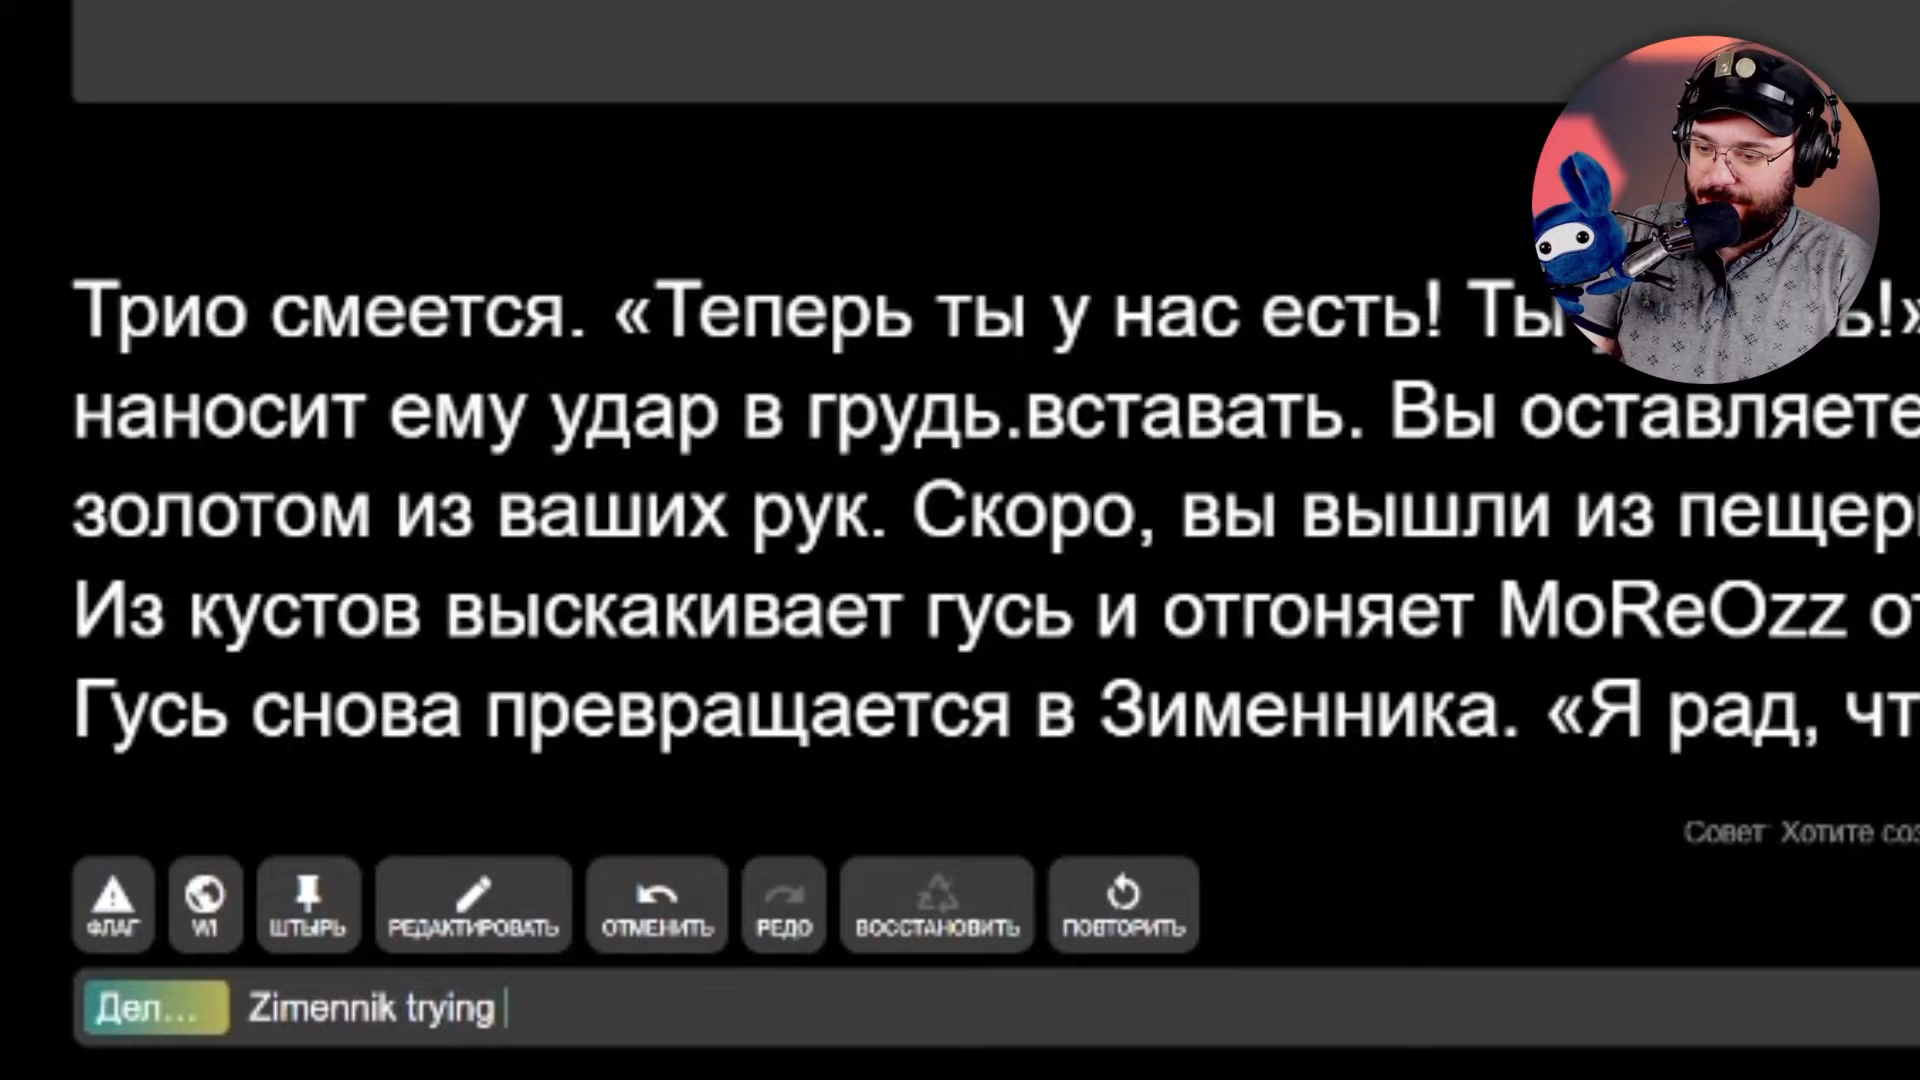 Трио смеется. «Теперь ты у нас есть! Ты
наносит ему удар в грудь.вставать. Вы оставляете
золотом из ваших рук. Скоро, вы вышли из
Из кустов выскакивает гусь и отгоняет MoReOzz
Гусь снова превращается в Зименника. «Я рад,
Совет: Хотите
ФЛАГ WI ШТЫРЬ РЕДАКТИРОВАТЬ ОТМЕНИТЬ РЕДО ВОССТАНОВИТЬ ПОВТОРИТЬ
Дел... Zimennik trying